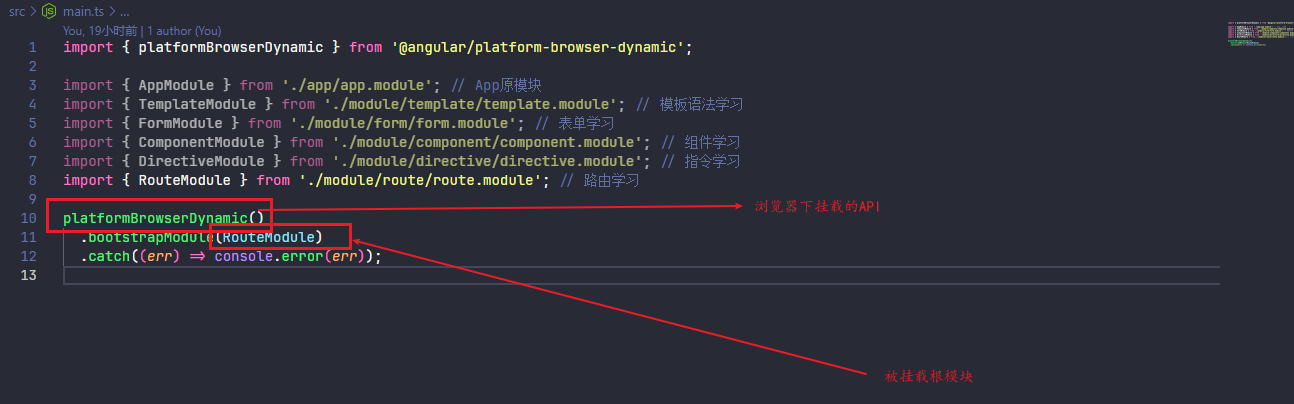 src > JS main.ts > ...
You, 19小时前 | 1 author (You)
1 import { platformBrowserDynamic } from '@angular/platform-browser-dynamic';
2
3 import { AppModule } from './app/app.module'; // App原模块
4 import { TemplateModule } from './module/template/template.module'; // 模板语法学习
5 import { FormModule } from './module/form/form.module'; // 表单学习
6 import { ComponentModule } from './module/component/component.module'; // 组件学习
7 import { DirectiveModule } from './module/directive/directive.module'; // 指令学习
8 import { RouteModule } from './module/route/route.module'; // 路由学习
9
10 platformBrowserDynamic()
浏览器下挂载的API
11 .bootstrapModule(RouteModule)
12 .catch((err) => console.error(err));
13
被挂载根模块